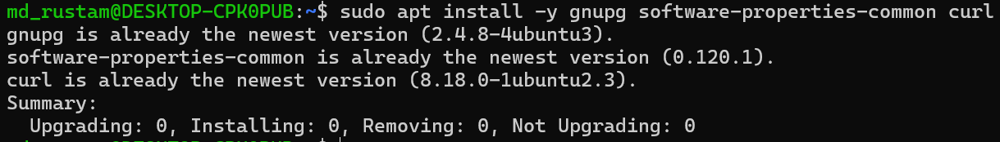 md_rustam@DESKTOP-CPK0PUB:~$ sudo apt install -y gnupg software-properties-common curl
gnupg is already the newest version (2.4.8-4ubuntu3).
software-properties-common is already the newest version (0.120.1).
curl is already the newest version (8.18.0-1ubuntu2.3).
Summary:
  Upgrading: 0, Installing: 0, Removing: 0, Not Upgrading: 0